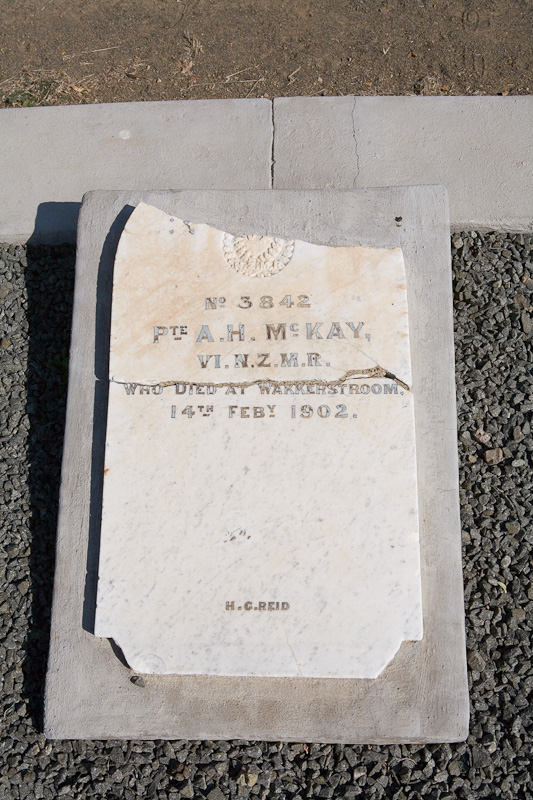 No 3842
PTE A.H. McKAY,
VI. N.Z.M.R.
WHO DIED AT WAKKERSTROOM,
14TH FEBY 1902.
H.C.REID